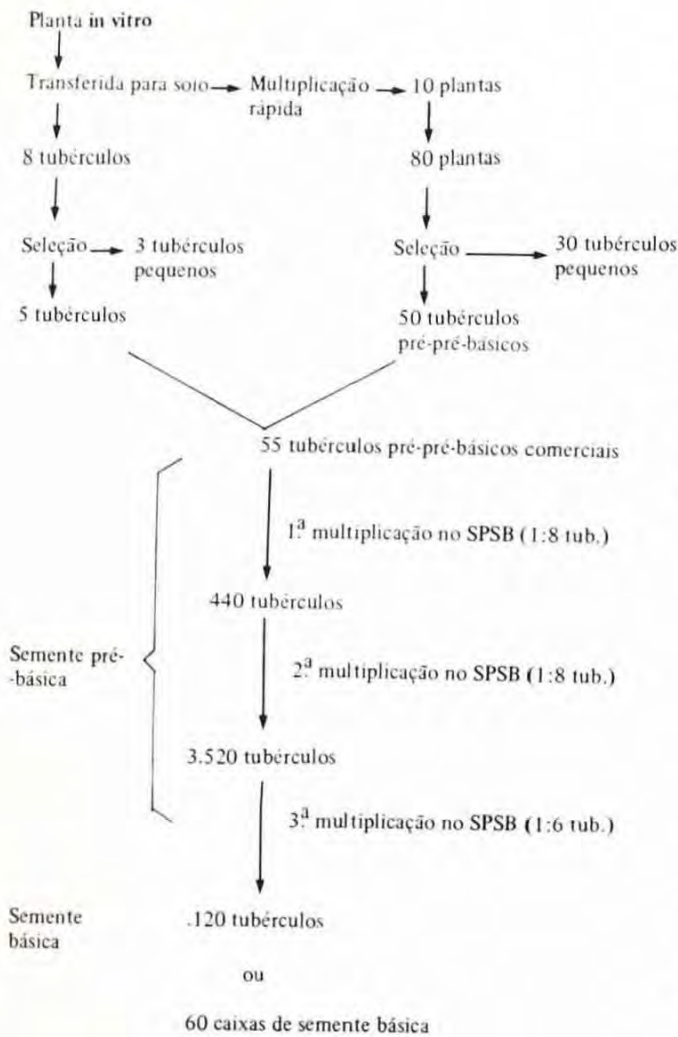 Planta in vitro
Transferida para solo Multiplicação 10 plantas
rápida
8 tubérculos 80 plantas
Seleção 3 tubérculos
pequenos
Seleção 30 tubérculos
pequenos
5 tubérculos
50 tubérculos
pré-pré-básicos
55 tubérculos pré-pré-básicos comerciais
1.ª multiplicação no SPSB (1:8 tub.)
440 tubérculos
Semente pré-
-básica
2.ª multiplicação no SPSB (1:8 tub.)
3.520 tubérculos
3.ª multiplicação no SPSB (1:6 tub.)
Semente
básica
.120 tubérculos
ou
60 caixas de semente básica